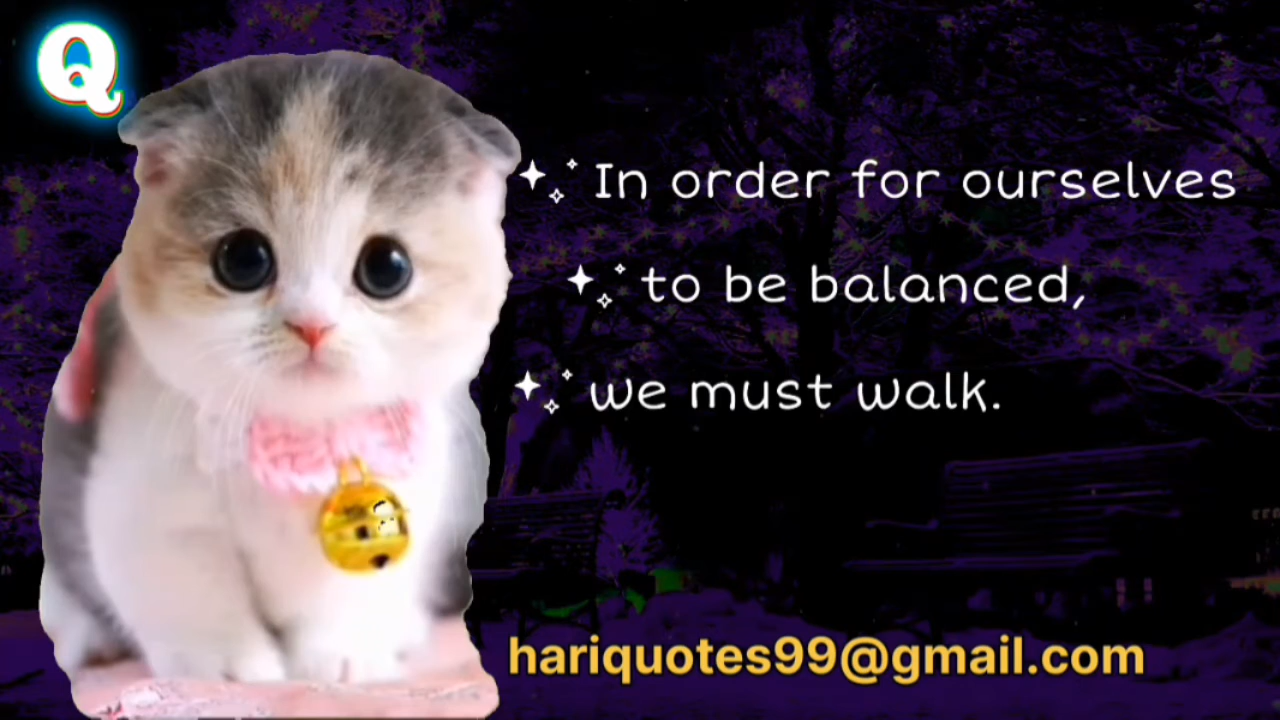 Q
In order for ourselves
to be balanced,
we must walk.
hariquotes99@gmail.com